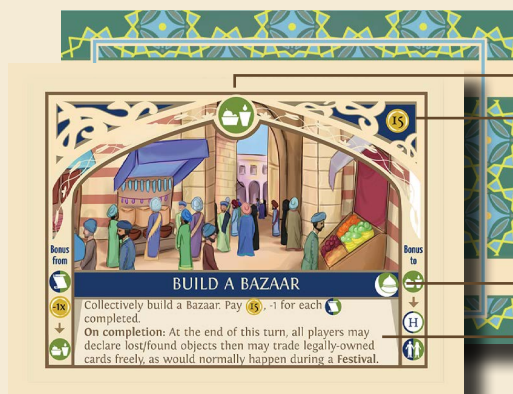 15
Bonus
from
Bonus
to
-1x
BUILD A BAZAAR
H
Collectively build a Bazaar. Pay 15, -1 for each
completed.
On completion: At the end of this turn, all players may
declare lost/found objects then may trade legally-owned
cards freely, as would normally happen during a Festival.